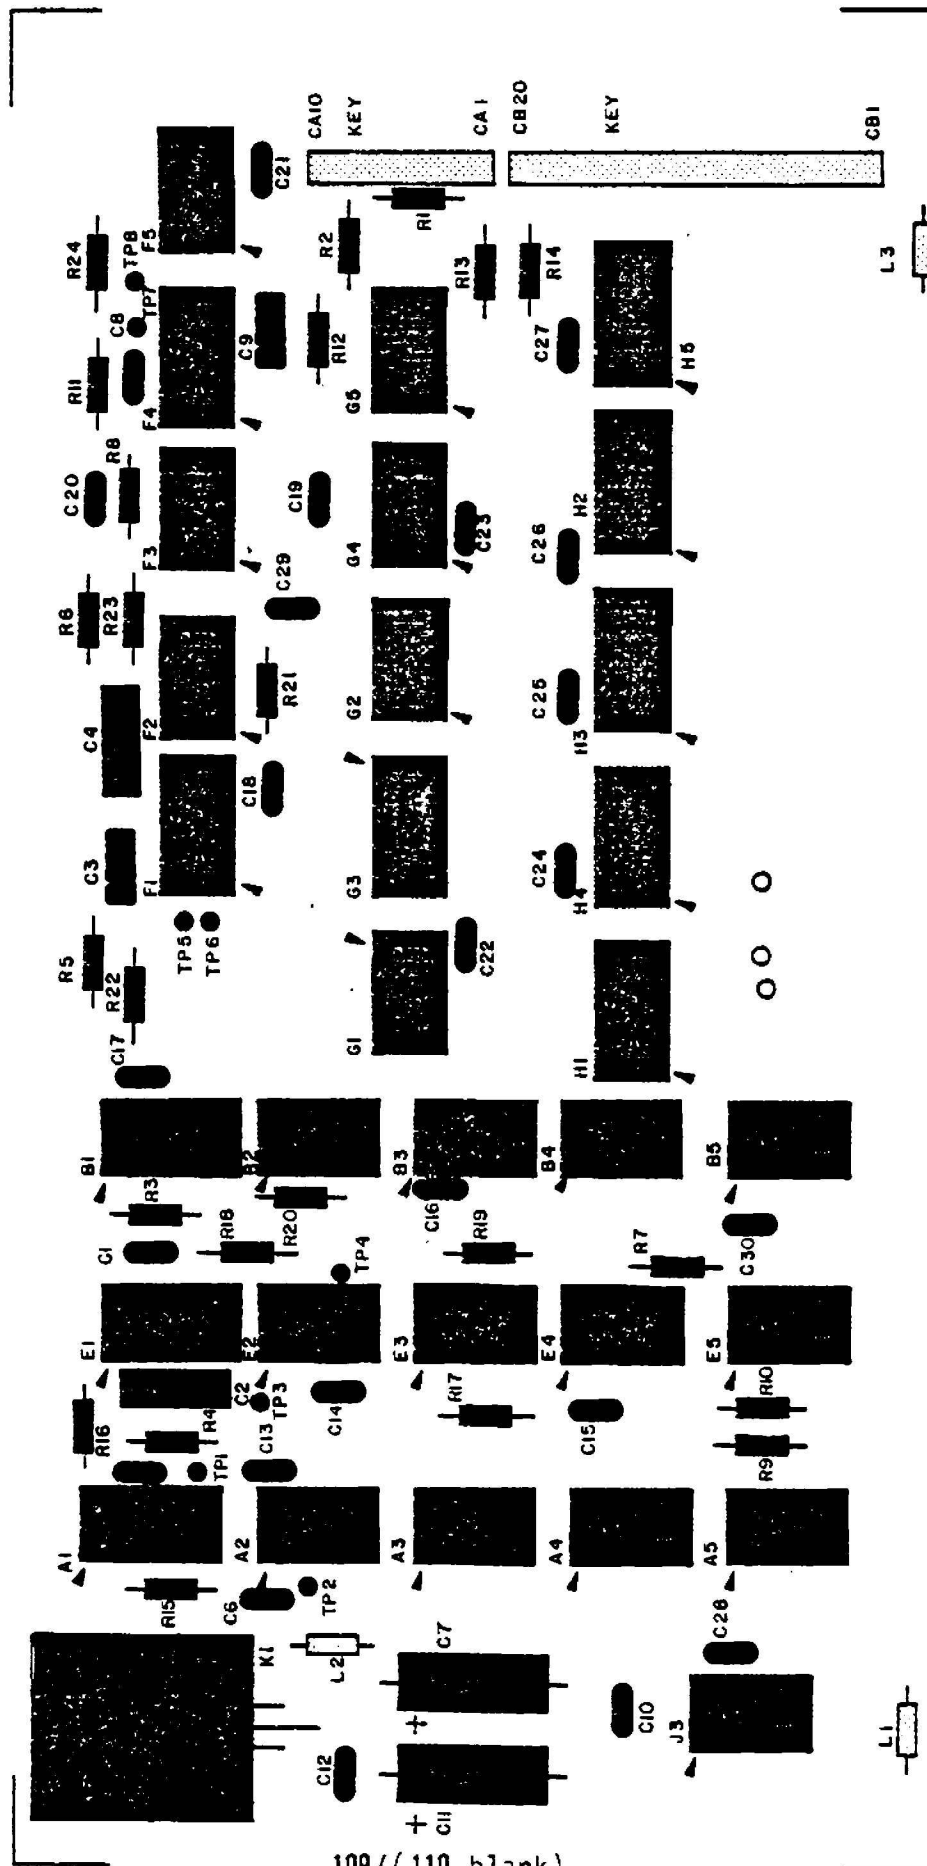 CA10
KEY
CA1
CB20
KEY
CB1
C21
F5
R24
TP8
TP7
C8
R11
F4
C9
R12
R2
R1
R13
R14
L3
G5
C27
H5
C20
R8
F3
C19
G4
C23
C26
H2
R6
R23
C29
C4
F2
R21
G2
C25
H3
C3
F1
C18
G3
C24
H4
R5
R22
TP5
TP6
C22
G1
H1
C17
B1
B2
B3
B4
B5
R3
C1
R18
R20
C16
R19
TP4
R7
C30
E1
E2
E3
E4
E5
C2
R16
R4
TP3
C14
R17
C15
R10
R9
C13
TP1
A1
A2
A3
A4
A5
R15
C6
TP2
C28
K1
L2
C7
+
C10
J3
L1
C12
+
C11
109/(110 blank)